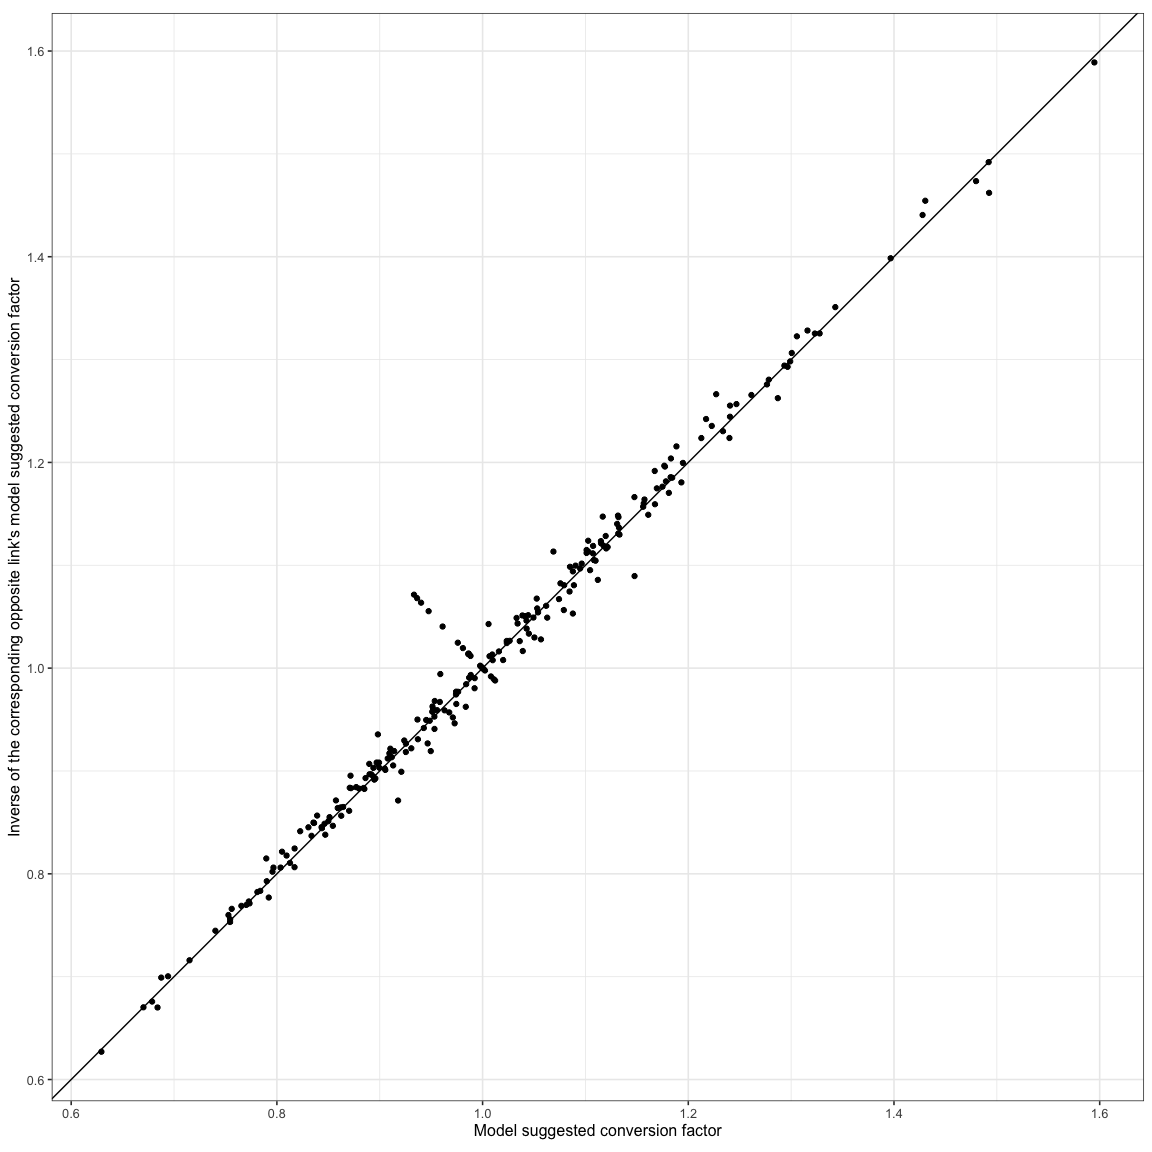 Inverse of the corresponding opposite link's model suggested conversion factor
1.6
1.4
1.2
1.0
0.8
0.6
0.6 0.8 1.0 1.2 1.4 1.6
Model suggested conversion factor